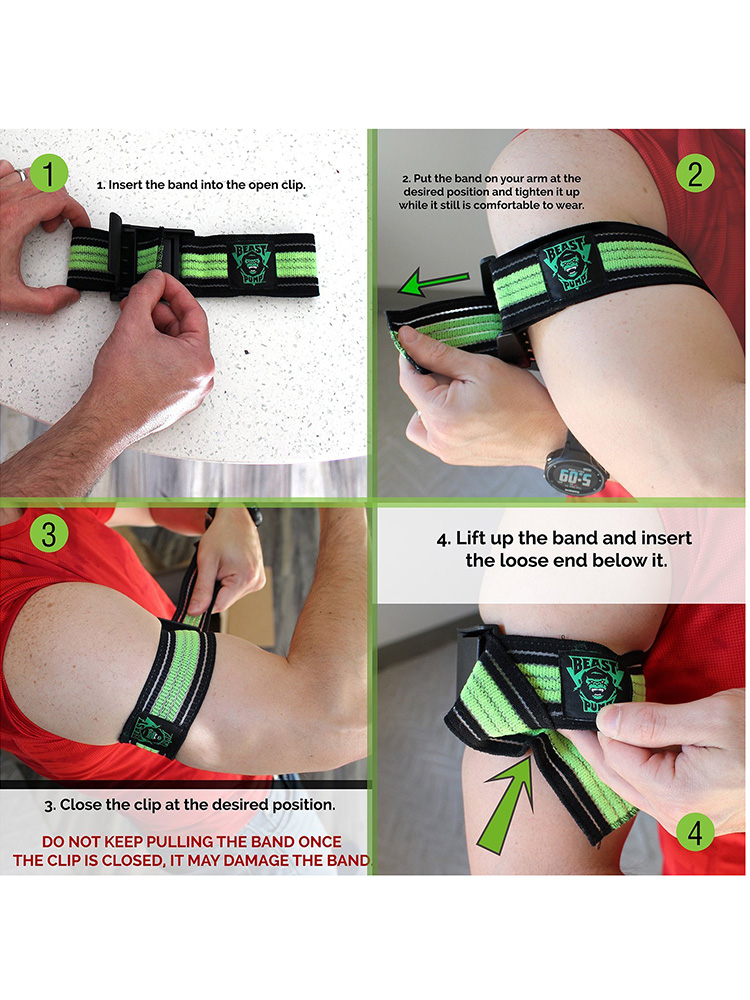 1
1. Insert the band into the open clip.
BEAST
PUMP
2. Put the band on your arm at the
desired position and tighten it up
while it still is comfortable to wear.
2
BEAST
PUMP
5:09
3
3. Close the clip at the desired position.
DO NOT KEEP PULLING THE BAND ONCE
THE CLIP IS CLOSED, IT MAY DAMAGE THE BAND.
4. Lift up the band and insert
the loose end below it.
BEAST
PUMP
4